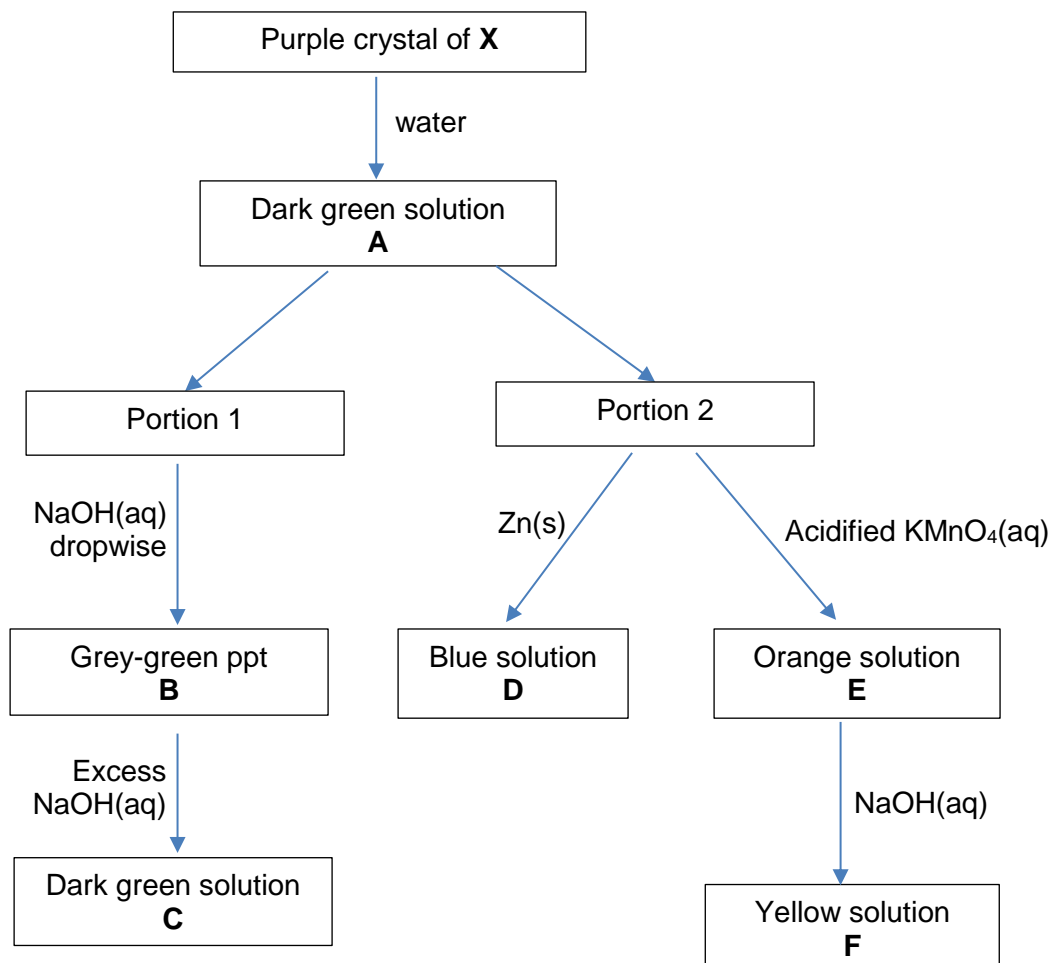 Purple crystal of X
water
Dark green solution
A
Portion 1
Portion 2
NaOH(aq)
dropwise
Zn(s)
Acidified KMnO₄(aq)
Grey-green ppt
B
Blue solution
D
Orange solution
E
Excess
NaOH(aq)
NaOH(aq)
Dark green solution
C
Yellow solution
F